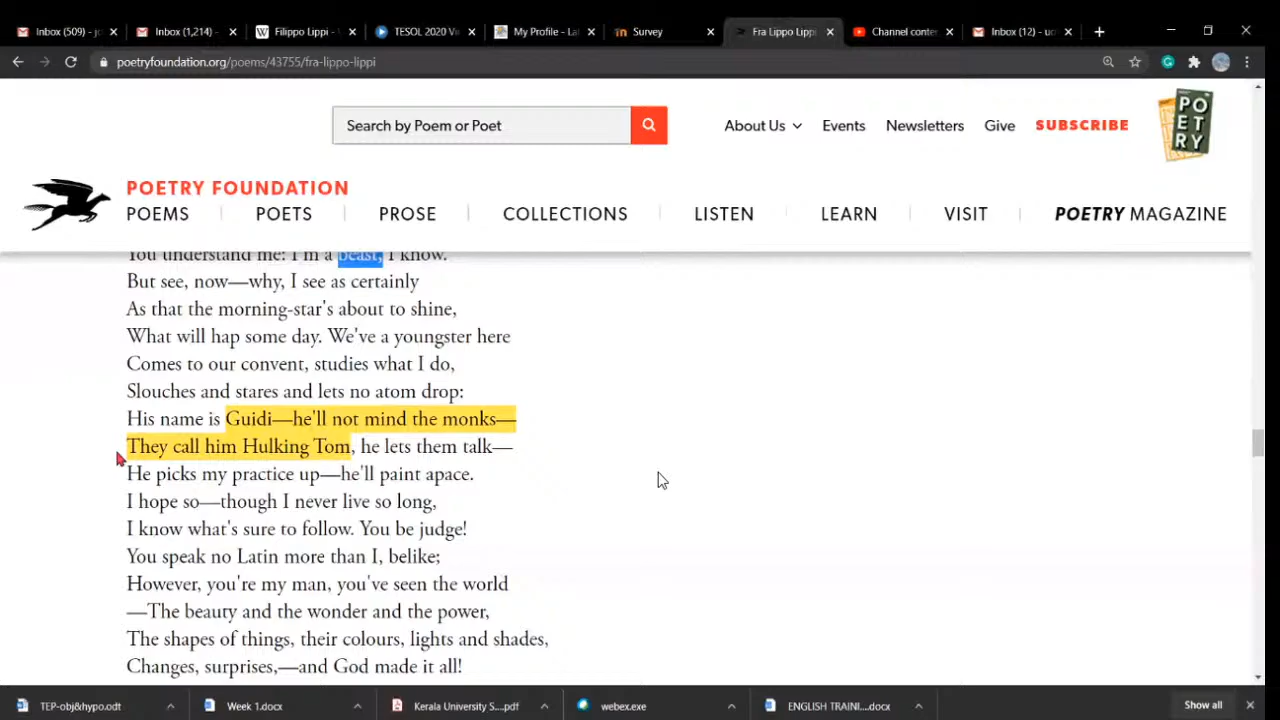 Inbox (509) - j
Inbox (1,214) -
Filippo Lippi -
TESOL 2020 V
My Profile - La
Survey
Fra Lippo Lippi
Channel conte
Inbox (12) - u
poetryfoundation.org/poems/43755/fra-lippo-lippi
Search by Poem or Poet
About Us
Events
Newsletters
Give
SUBSCRIBE
POETRY
POETRY FOUNDATION
POEMS
POETS
PROSE
COLLECTIONS
LISTEN
LEARN
VISIT
POETRY MAGAZINE
You understand me: I'm a beast, I know.
But see, now—why, I see as certainly
As that the morning-star's about to shine,
What will hap some day. We've a youngster here
Comes to our convent, studies what I do,
Slouches and stares and lets no atom drop:
His name is Guidi—he'll not mind the monks—
They call him Hulking Tom, he lets them talk—
He picks my practice up—he'll paint apace.
I hope so—though I never live so long,
I know what's sure to follow. You be judge!
You speak no Latin more than I, belike;
However, you're my man, you've seen the world
—The beauty and the wonder and the power,
The shapes of things, their colours, lights and shades,
Changes, surprises,—and God made it all!
TEP-obj&hypo.odt
Week 1.docx
Kerala University S....pdf
webex.exe
ENGLISH TRAINI....docx
Show all